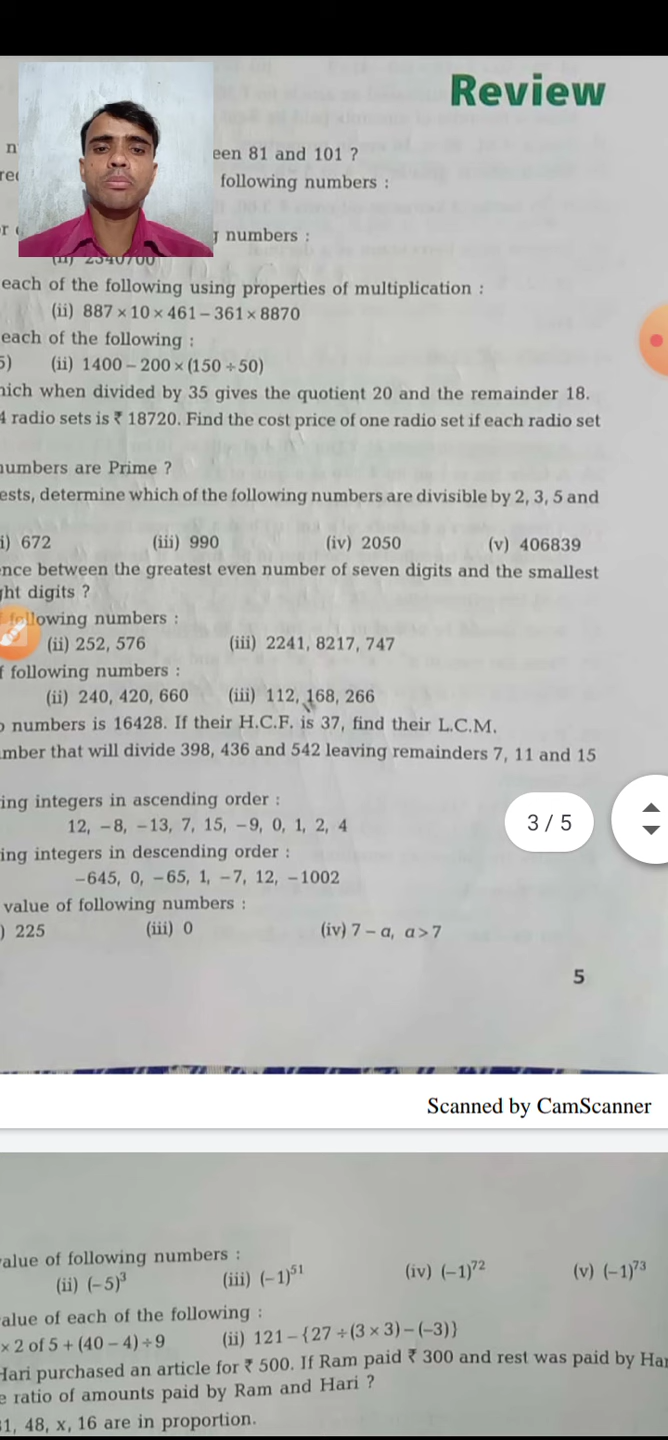 Review
een 81 and 101 ?
following numbers :
numbers :
(ii) 2340700
each of the following using properties of multiplication :
(ii) 887 × 10 × 461 – 361 × 8870
each of the following :
5) (ii) 1400 – 200 × (150 ÷ 50)
hich when divided by 35 gives the quotient 20 and the remainder 18.
4 radio sets is ₹ 18720. Find the cost price of one radio set if each radio set
numbers are Prime ?
ests, determine which of the following numbers are divisible by 2, 3, 5 and
i) 672 (iii) 990 (iv) 2050 (v) 406839
ence between the greatest even number of seven digits and the smallest
ght digits ?
following numbers :
(ii) 252, 576 (iii) 2241, 8217, 747
f following numbers :
(ii) 240, 420, 660 (iii) 112, 168, 266
o numbers is 16428. If their H.C.F. is 37, find their L.C.M.
mber that will divide 398, 436 and 542 leaving remainders 7, 11 and 15
ing integers in ascending order :
12, –8, –13, 7, 15, –9, 0, 1, 2, 4
3 / 5
ing integers in descending order :
–645, 0, –65, 1, –7, 12, –1002
value of following numbers :
) 225 (iii) 0 (iv) 7 – a, a > 7
5
Scanned by CamScanner
alue of following numbers :
(ii) (–5)³ (iii) (–1)⁵¹ (iv) (–1)⁷² (v) (–1)⁷³
alue of each of the following :
× 2 of 5 + (40 – 4) ÷ 9 (ii) 121 – {27 ÷ (3 × 3) – (–3)}
Hari purchased an article for ₹ 500. If Ram paid ₹ 300 and rest was paid by Har
e ratio of amounts paid by Ram and Hari ?
31, 48, x, 16 are in proportion.